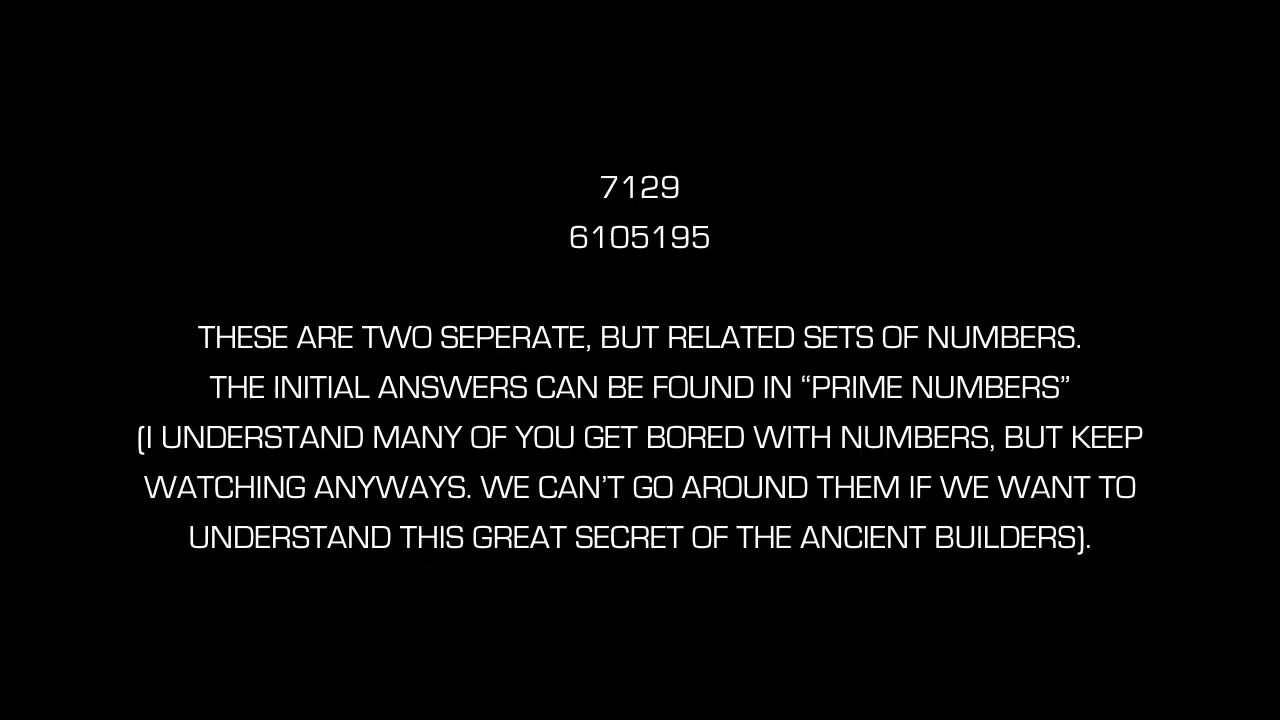 7129
6105195
THESE ARE TWO SEPERATE, BUT RELATED SETS OF NUMBERS.
THE INITIAL ANSWERS CAN BE FOUND IN “PRIME NUMBERS”
(I UNDERSTAND MANY OF YOU GET BORED WITH NUMBERS, BUT KEEP
WATCHING ANYWAYS. WE CAN’T GO AROUND THEM IF WE WANT TO
UNDERSTAND THIS GREAT SECRET OF THE ANCIENT BUILDERS).